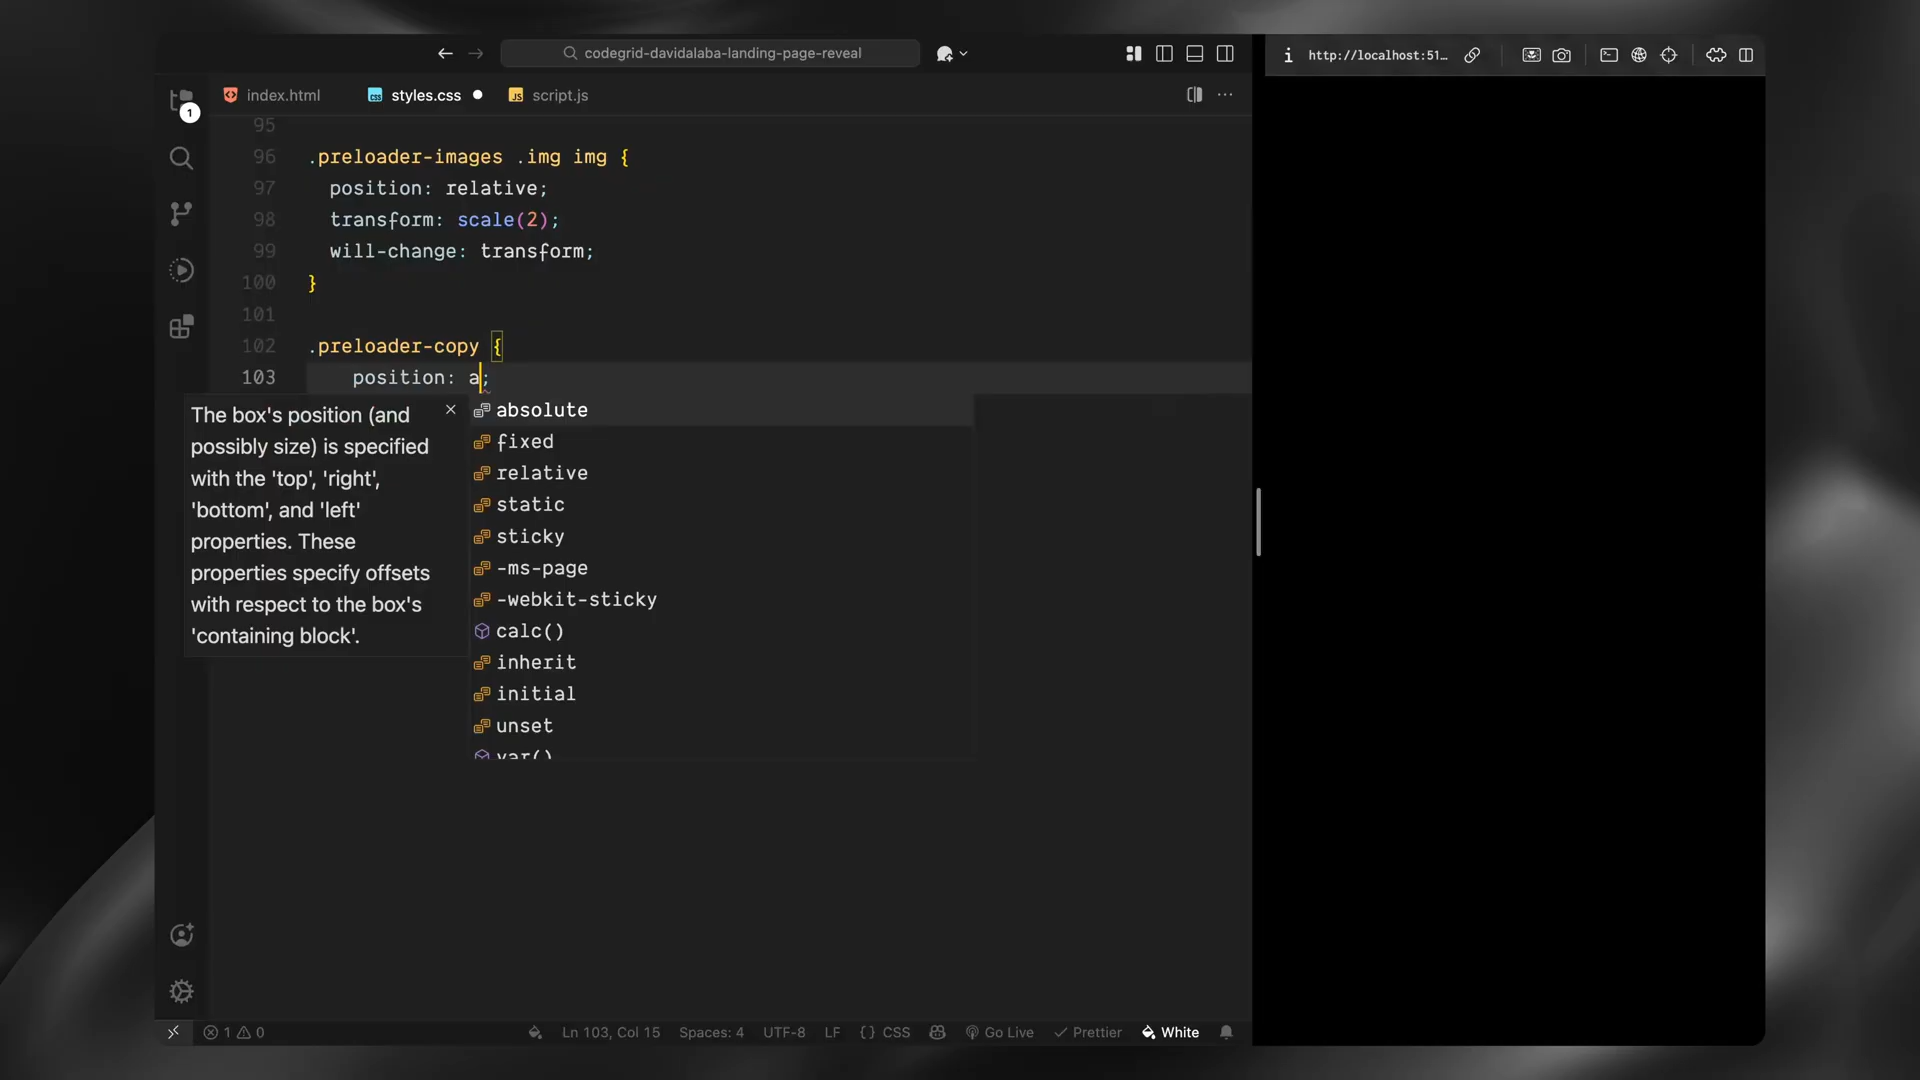 codegrid-davidalaba-landing-page-reveal
http://localhost:51…
1
index.html
styles.css
script.js
95
96 .preloader-images .img img {
97 position: relative;
98 transform: scale(2);
99 will-change: transform;
100 }
101
102 .preloader-copy {
103 position: a;
The box's position (and
possibly size) is specified
with the 'top', 'right',
'bottom', and 'left'
properties. These
properties specify offsets
with respect to the box's
'containing block'.
absolute
fixed
relative
static
sticky
-ms-page
-webkit-sticky
calc()
inherit
initial
unset
var()
1 0
Ln 103, Col 15
Spaces: 4
UTF-8
LF
{} CSS
Go Live
Prettier
White